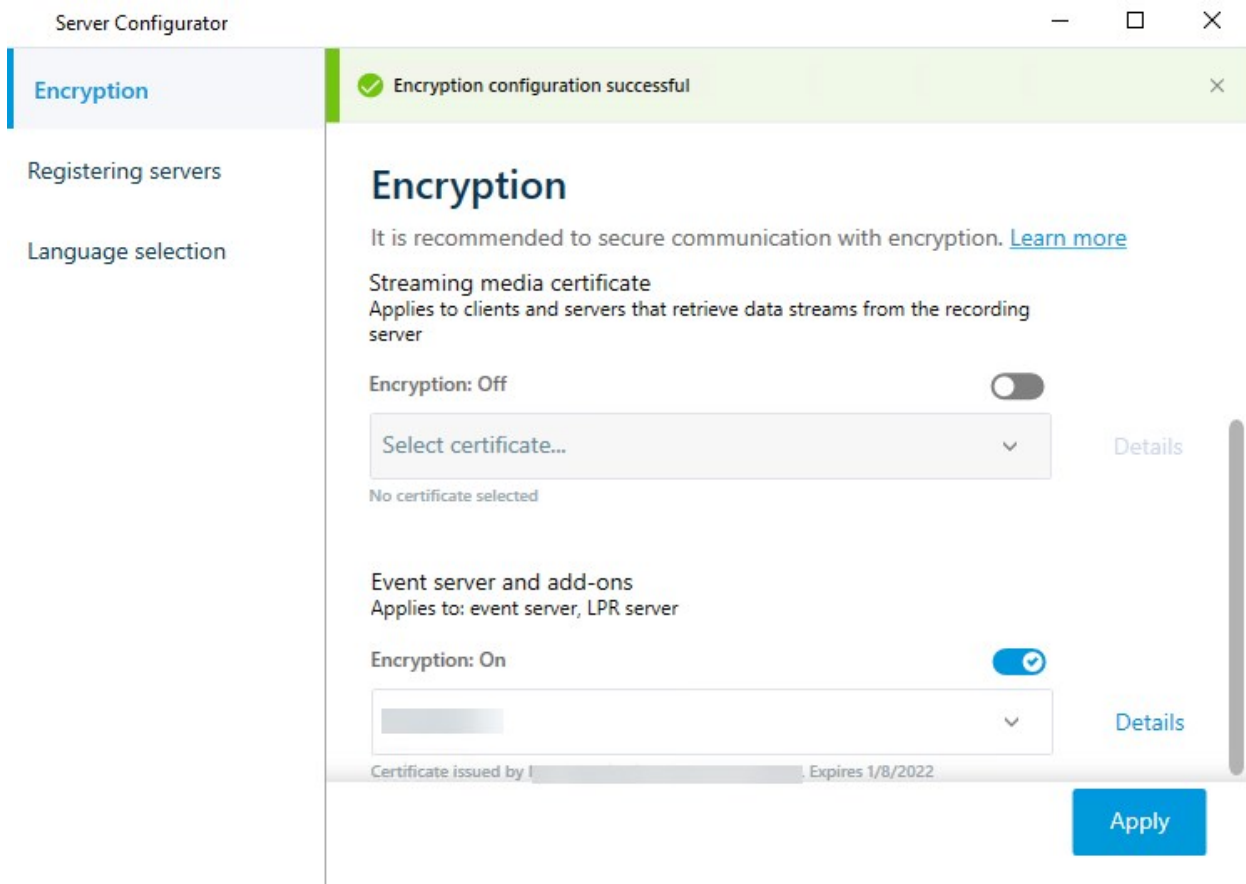 Server Configurator
Encryption
Registering servers
Language selection
Encryption configuration successful
Encryption
It is recommended to secure communication with encryption. Learn more
Streaming media certificate
Applies to clients and servers that retrieve data streams from the recording
server
Encryption: Off
Select certificate...
Details
No certificate selected
Event server and add-ons
Applies to: event server, LPR server
Encryption: On
Details
Certificate issued by . Expires 1/8/2022
Apply